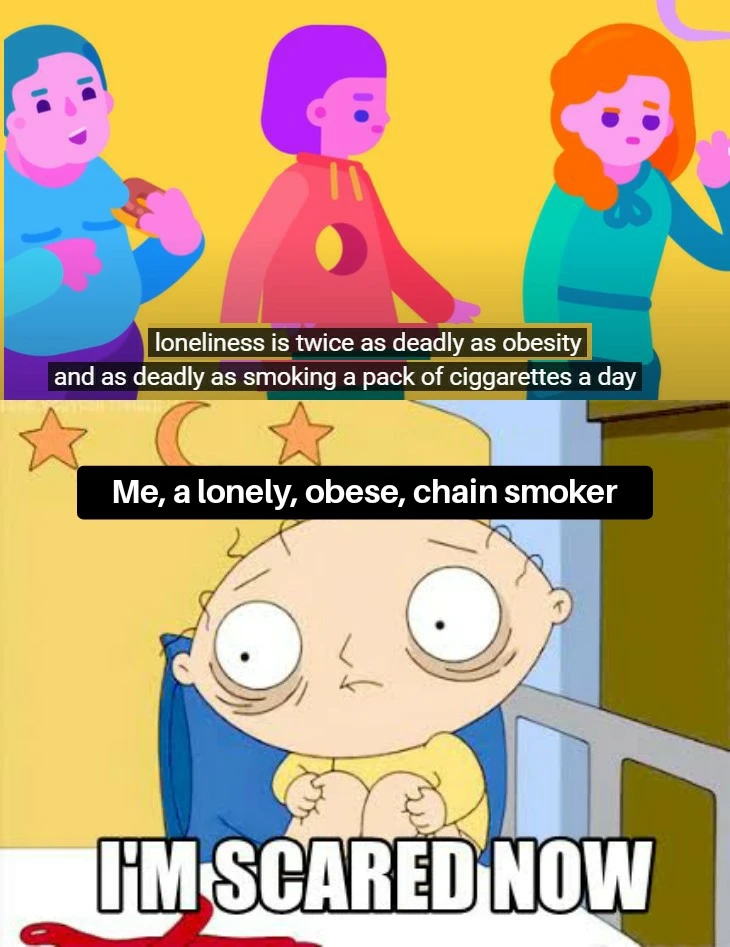 loneliness is twice as deadly as obesity
and as deadly as smoking a pack of ciggarettes a day
Me, a lonely, obese, chain smoker
I'M SCARED NOW